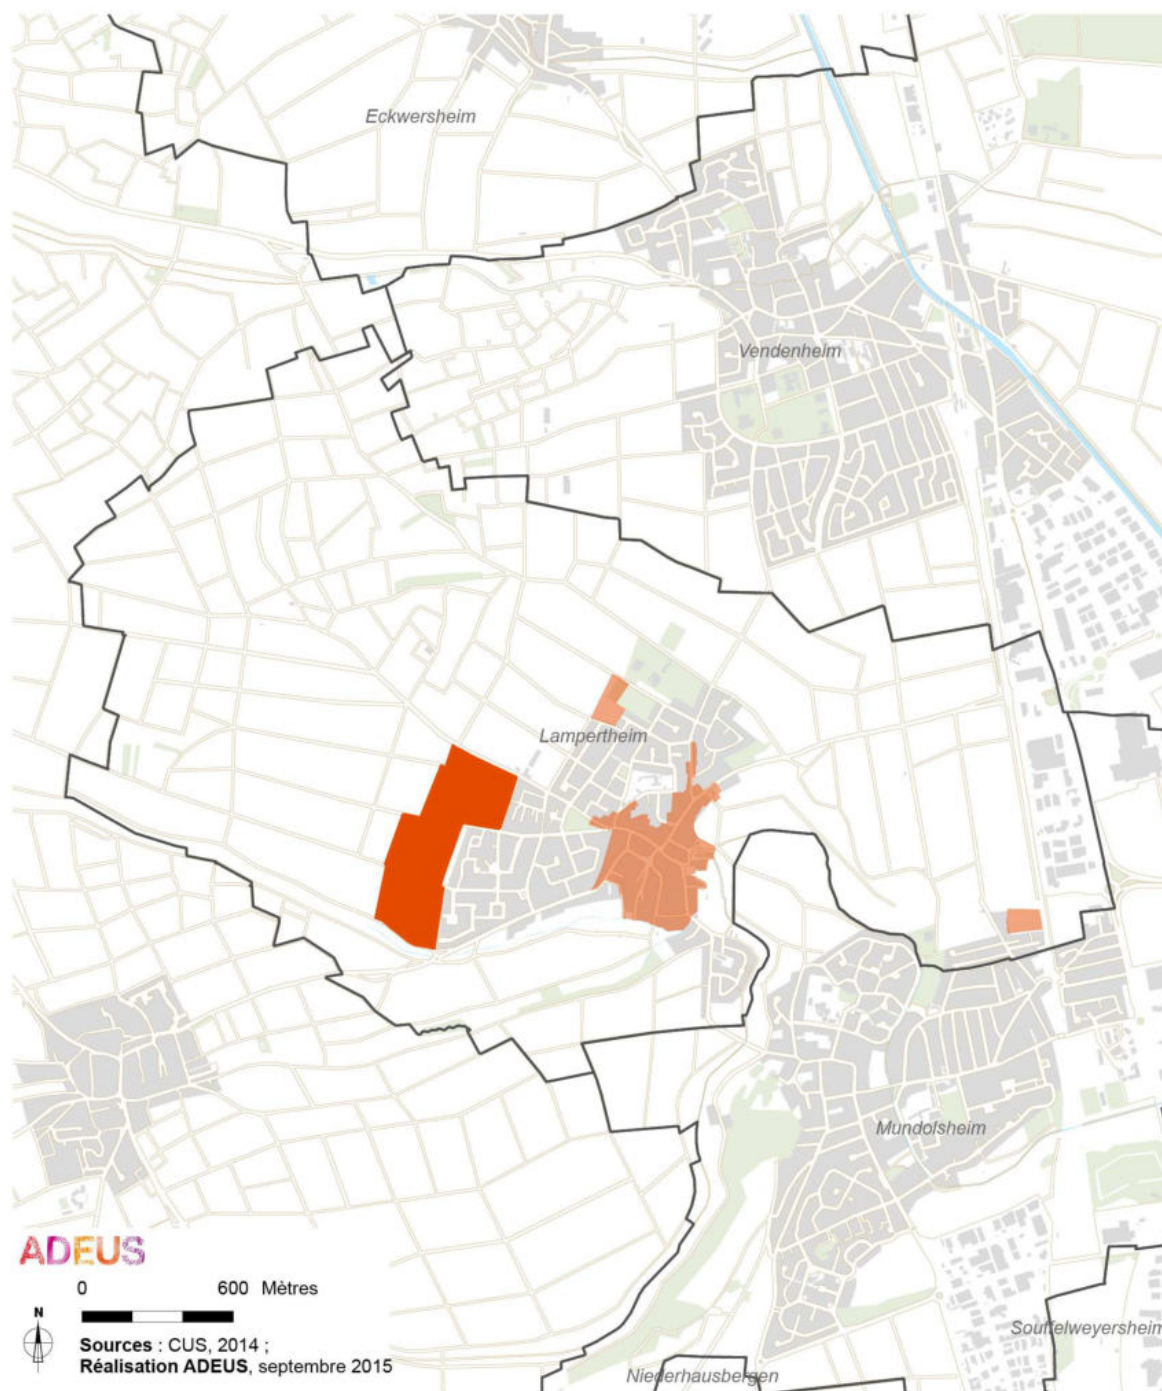 Eckwersheim
Vendenheim
Lampertheim
Mundolsheim
ADEUS
0 600 Mètres
N
Sources : CUS, 2014 ;
Réalisation ADEUS, septembre 2015
Souffelweyersheim
Niederhausbergen